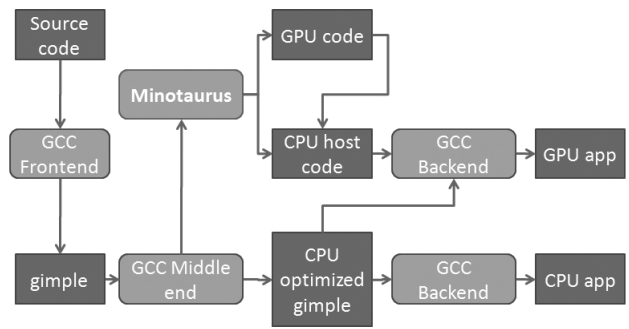 Source
code
GPU code
Minotaurus
GCC
Frontend
CPU host
code
GCC
Backend
GPU app
gimple
GCC Middle
end
CPU
optimized
gimple
GCC
Backend
CPU app